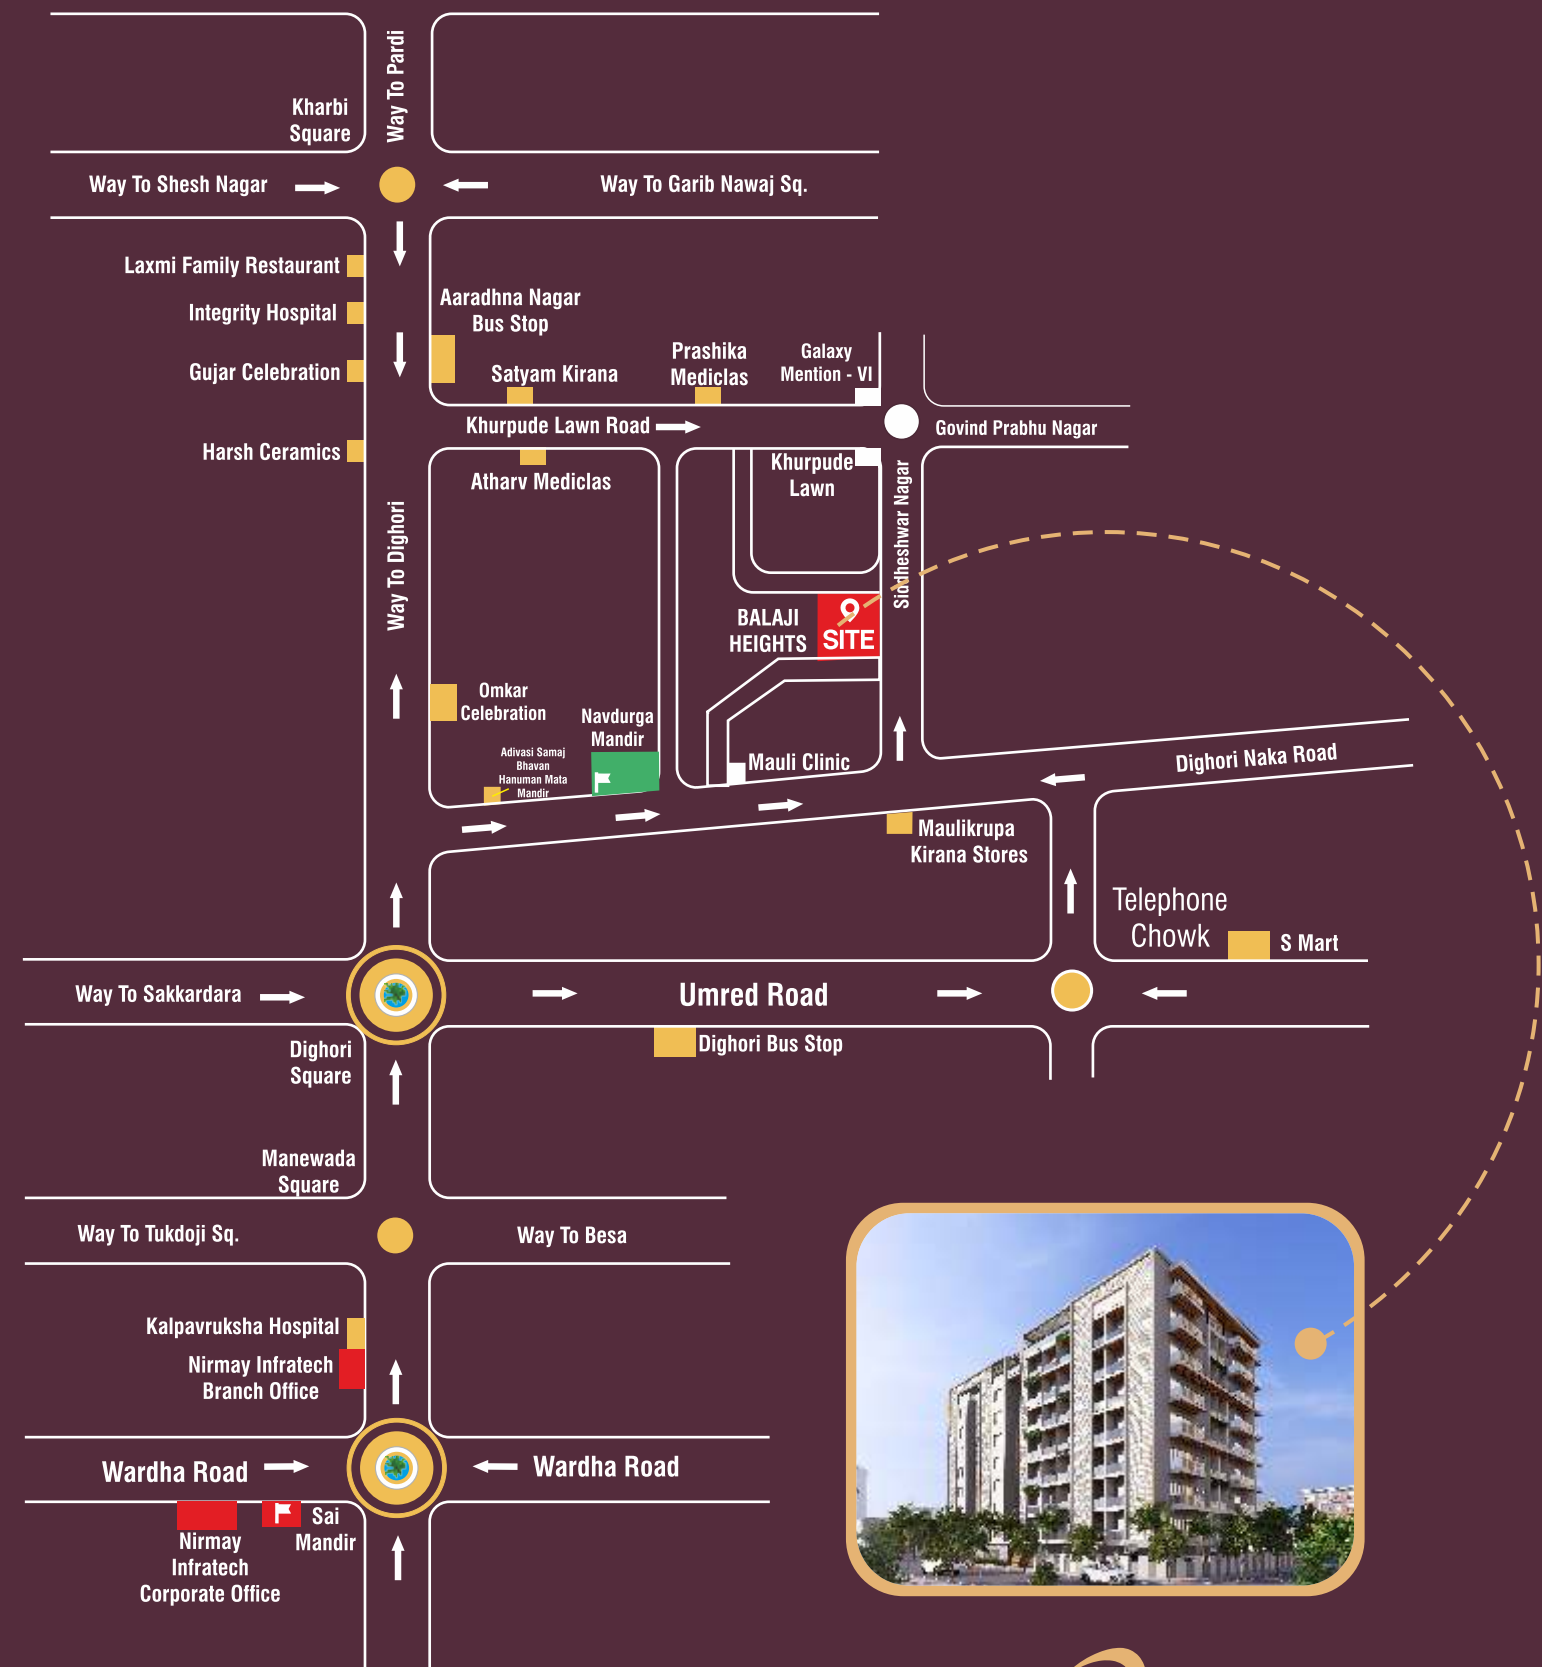 Way To Pardi
Kharbi
Square
Way To Shesh Nagar
Way To Garib Nawaj Sq.
Laxmi Family Restaurant
Integrity Hospital
Gujar Celebration
Harsh Ceramics
Aaradhna Nagar
Bus Stop
Satyam Kirana
Prashika
Mediclas
Galaxy
Mention - VI
Khurpude Lawn Road
Govind Prabhu Nagar
Atharv Mediclas
Khurpude
Lawn
Siddheshwar Nagar
Way To Dighori
BALAJI
HEIGHTS
SITE
Omkar
Celebration
Navdurga
Mandir
Adivasi Samaj
Bhavan
Hanuman Mata
Mandir
Mauli Clinic
Dighori Naka Road
Maulikrupa
Kirana Stores
Telephone
Chowk
S Mart
Way To Sakkardara
Umred Road
Dighori
Square
Dighori Bus Stop
Manewada
Square
Way To Tukdoji Sq.
Way To Besa
Kalpavruksha Hospital
Nirmay Infratech
Branch Office
Wardha Road
Wardha Road
Sai
Mandir
Nirmay
Infratech
Corporate Office